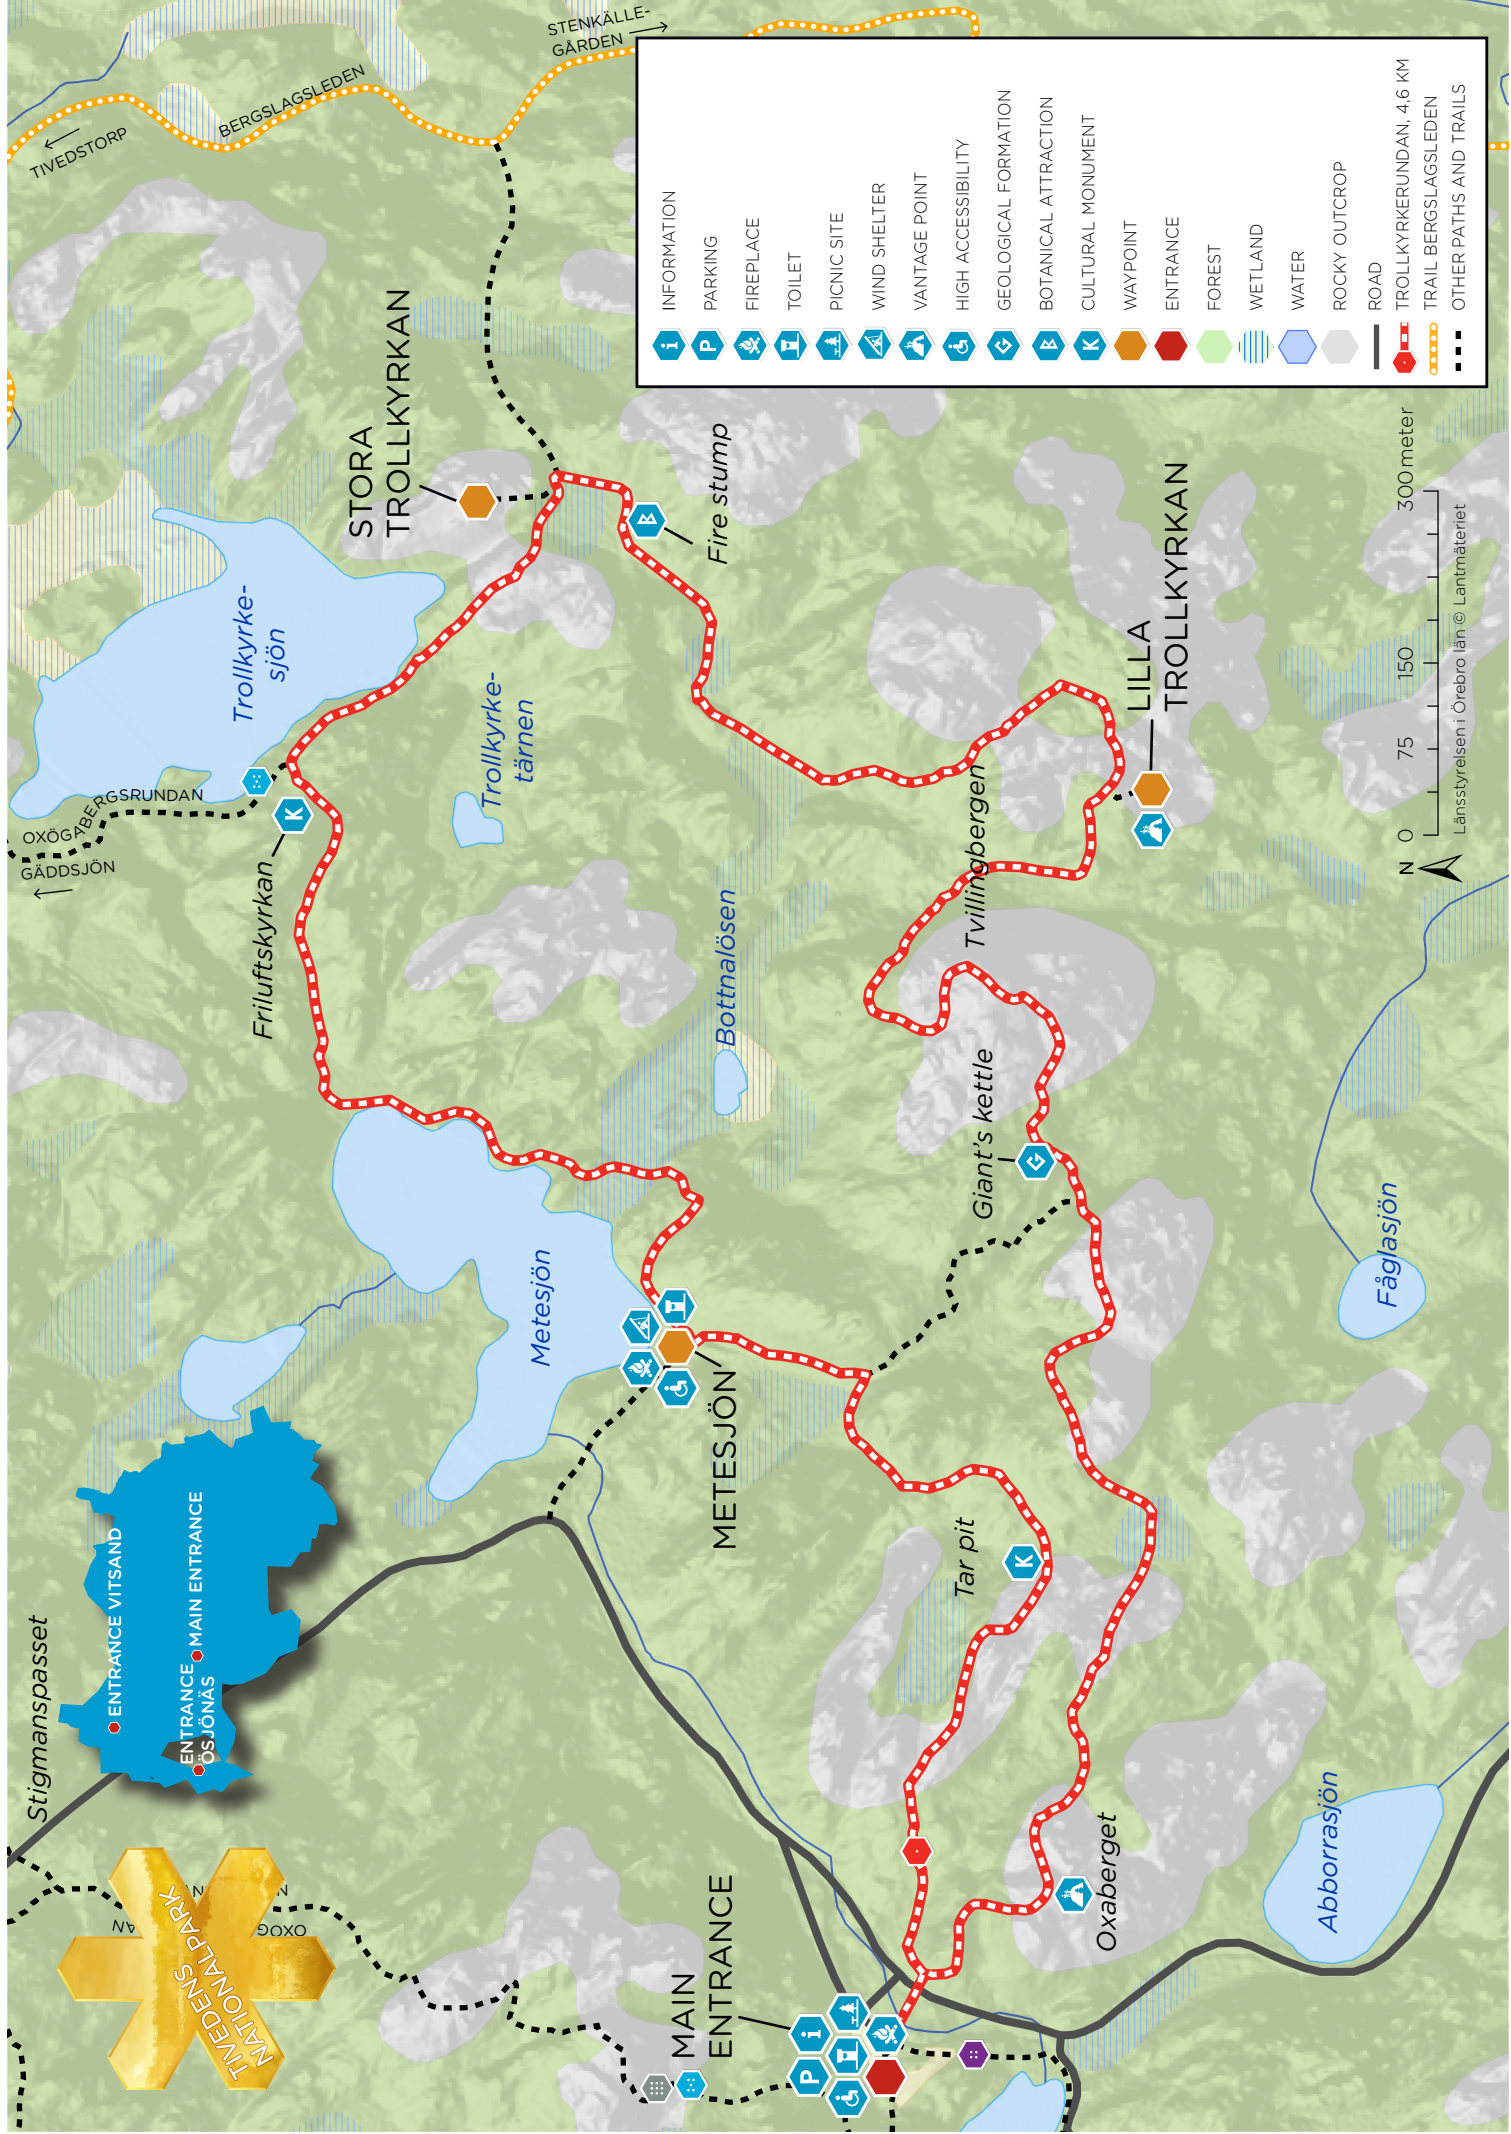 STENKÄLLE-
GÅRDEN
BERGSLAGSLEDEN
TIVEDSTORP
INFORMATION
PARKING
FIREPLACE
TOILET
PICNIC SITE
WIND SHELTER
VANTAGE POINT
HIGH ACCESSIBILITY
GEOLOGICAL FORMATION
BOTANICAL ATTRACTION
CULTURAL MONUMENT
WAYPOINT
ENTRANCE
FOREST
WETLAND
WATER
ROCKY OUTCROP
ROAD
TROLLKYRKERUNDAN, 4,6 KM
TRAIL BERGSLAGSLEDEN
OTHER PATHS AND TRAILS
i
P
G
B
K
STORA
TROLLKYRKAN
B
Fire stump
Trollkyrke-
sjön
Trollkyrke-
tärnen
OXÖGABERGSRUNDAN
GÄDDSJÖN
K
Friluftskyrkan
LILLA
TROLLKYRKAN
Tvillingbergen
Bottnalösen
Giant's kettle
G
Metesjön
METESJÖN
Tar pit
K
Fåglasjön
Abborrasjön
Oxaberget
Stigmanspasset
ENTRANCE VITSAND
MAIN ENTRANCE
ENTRANCE
ÖSJÖNÄS
TIVEDENS
NATIONALPARK
MAIN
ENTRANCE
i
P
N
0 75 150 300 meter
Länsstyrelsen i Örebro län © Lantmäteriet